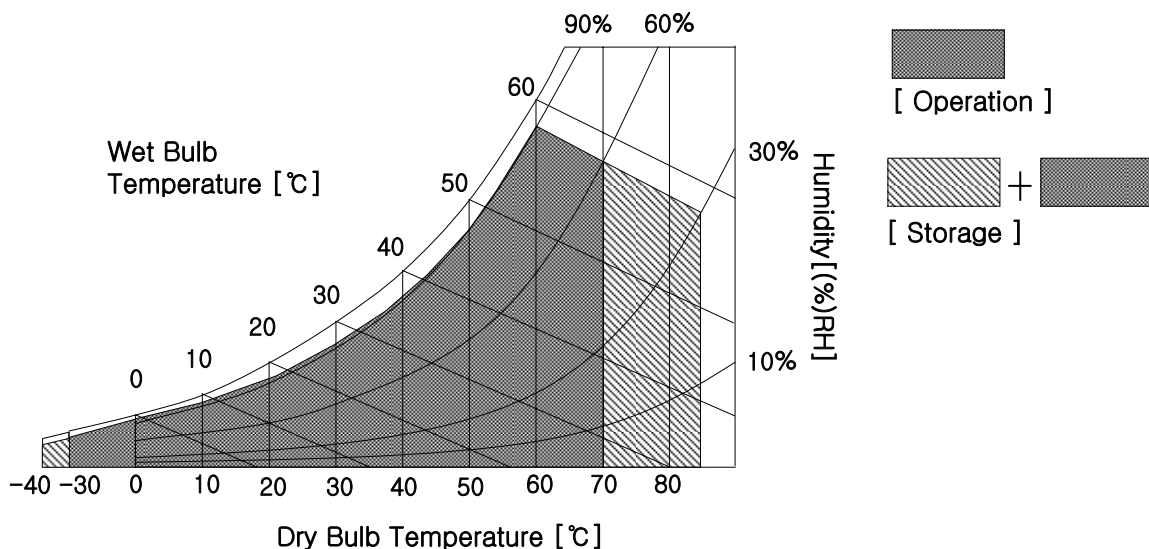 90% 60%
[ Operation ]
60
Wet Bulb
Temperature [℃]
30%
Humidity[(%)RH]
+
50
[ Storage ]
40
30
20
10
10%
0
-40 -30 0 10 20 30 40 50 60 70 80
Dry Bulb Temperature [℃]